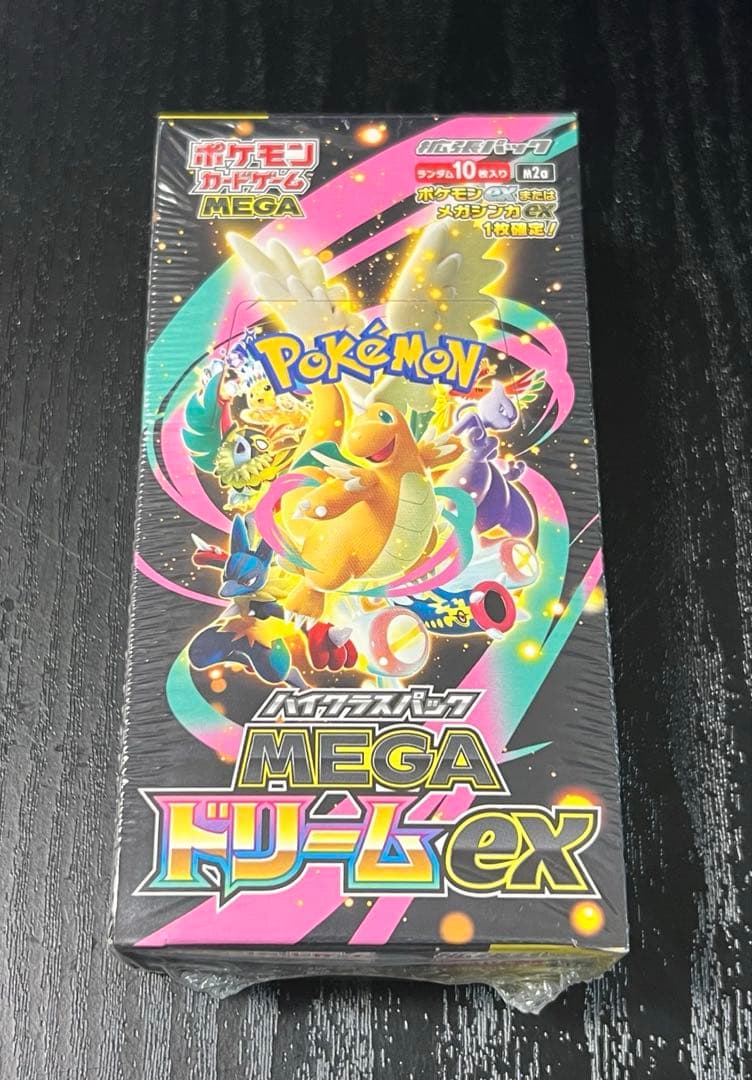 ポケモン
カードゲーム
MEGA
拡張パック
ランダム10枚入り M2a
ポケモンexまたは
メガシンカex
1枚確定!
POKéMON
TM
ハイクラスパック
MEGA
ドリームex